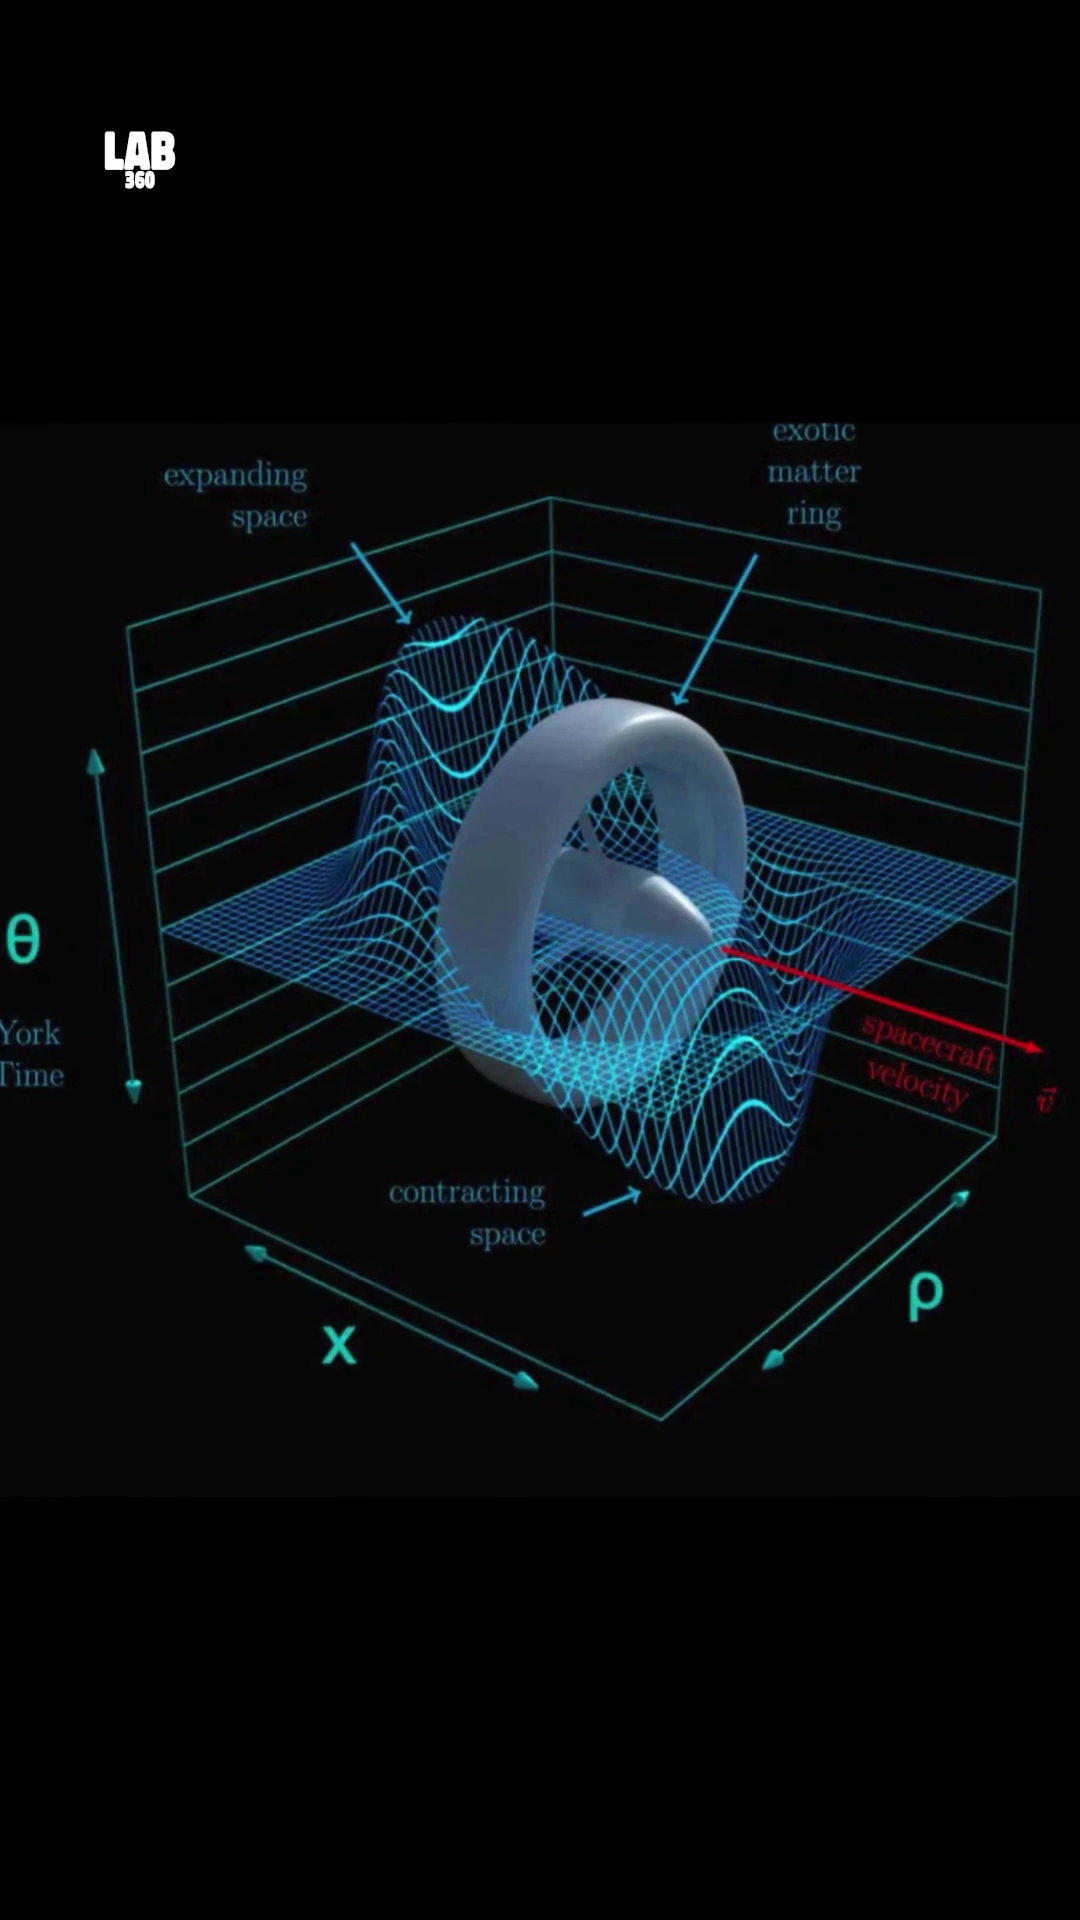 LAB
360
exotic
matter
ring
expanding
space
θ
York
Time
spacecraft
velocity
v⃗
contracting
space
x
ρ